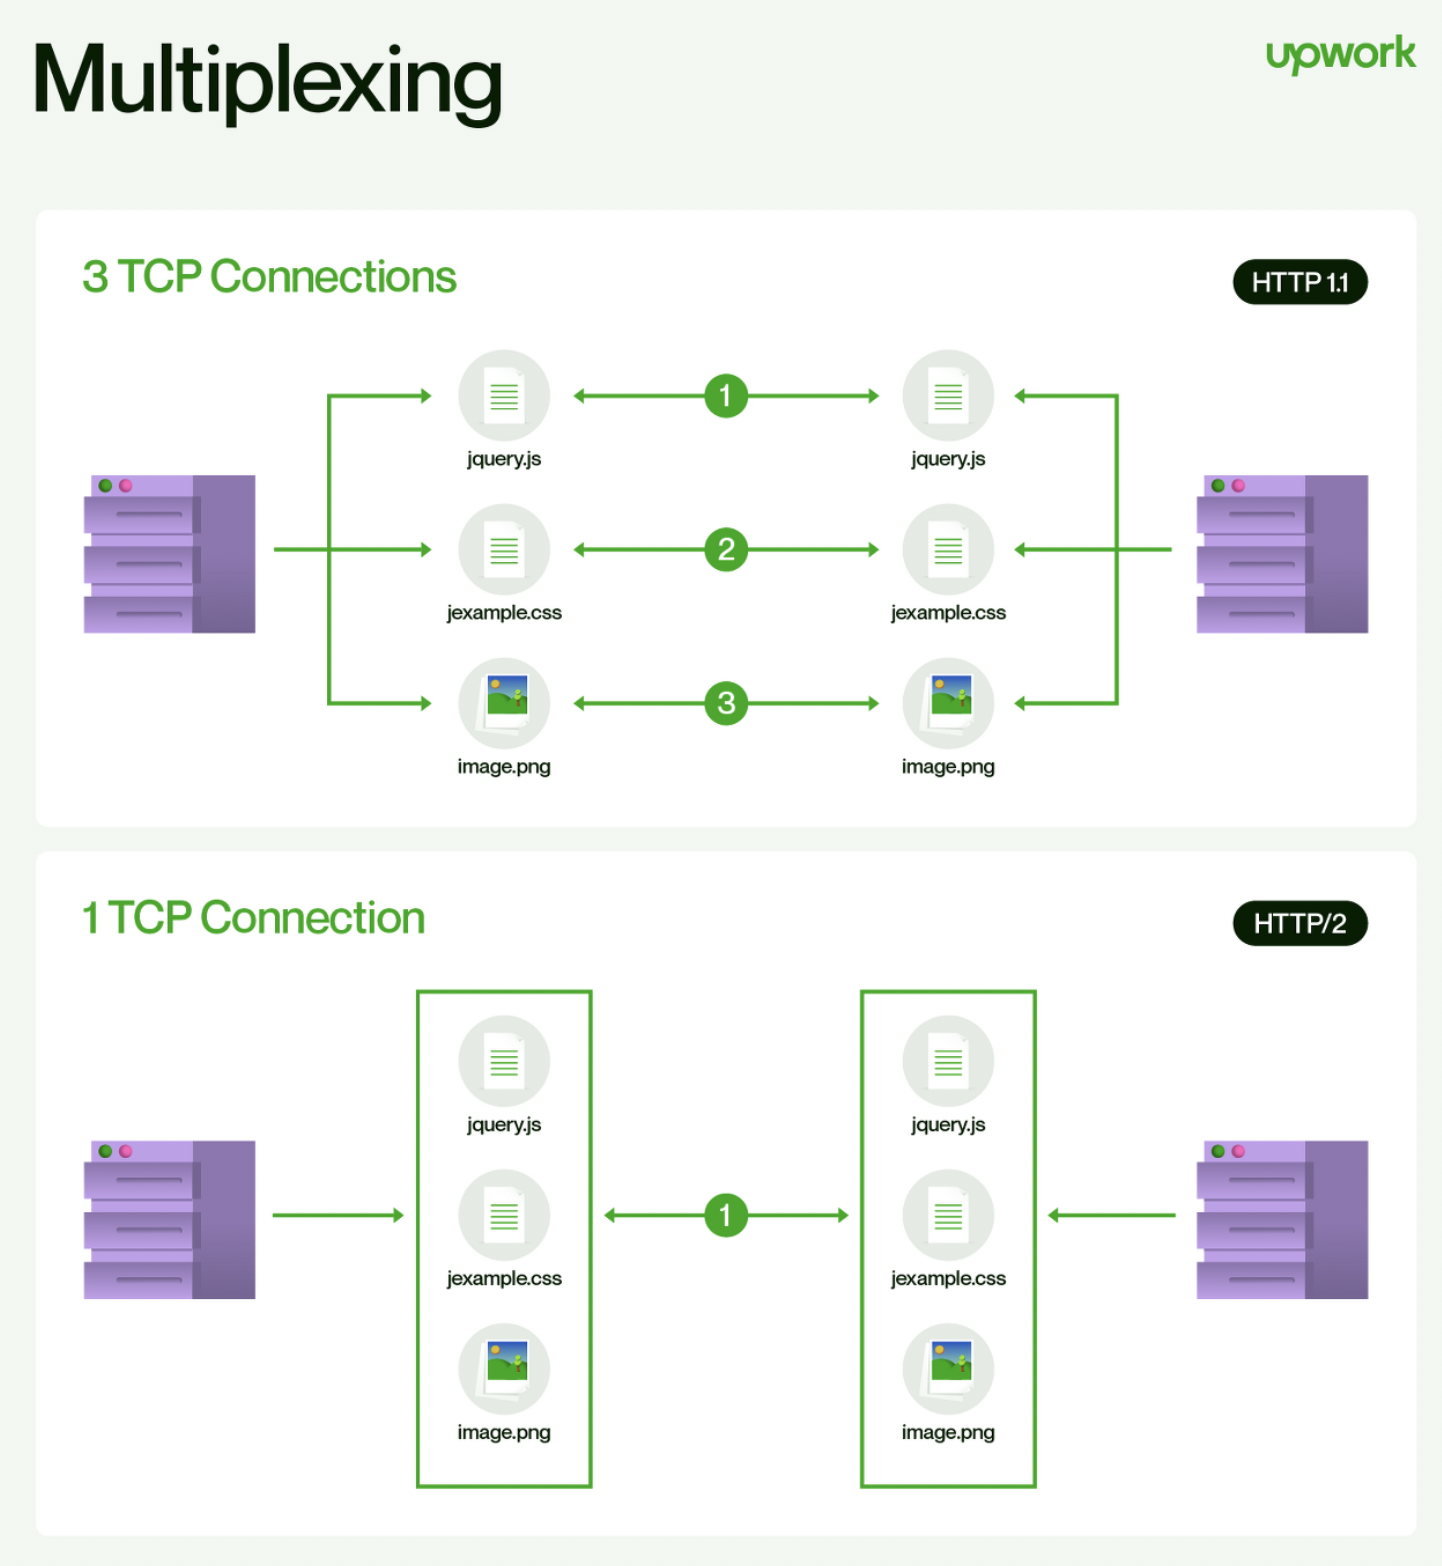 Multiplexing
upwork
3 TCP Connections
HTTP 1.1
1
jquery.js
jquery.js
2
jexample.css
jexample.css
3
image.png
image.png
1 TCP Connection
HTTP/2
jquery.js
jquery.js
1
jexample.css
jexample.css
image.png
image.png